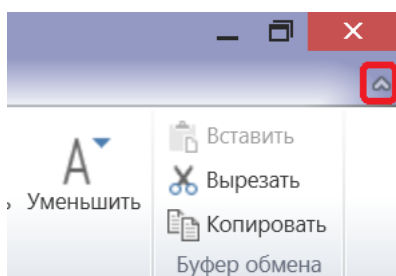 Вставить
Вырезать
Уменьшить
Копировать
Буфер обмена